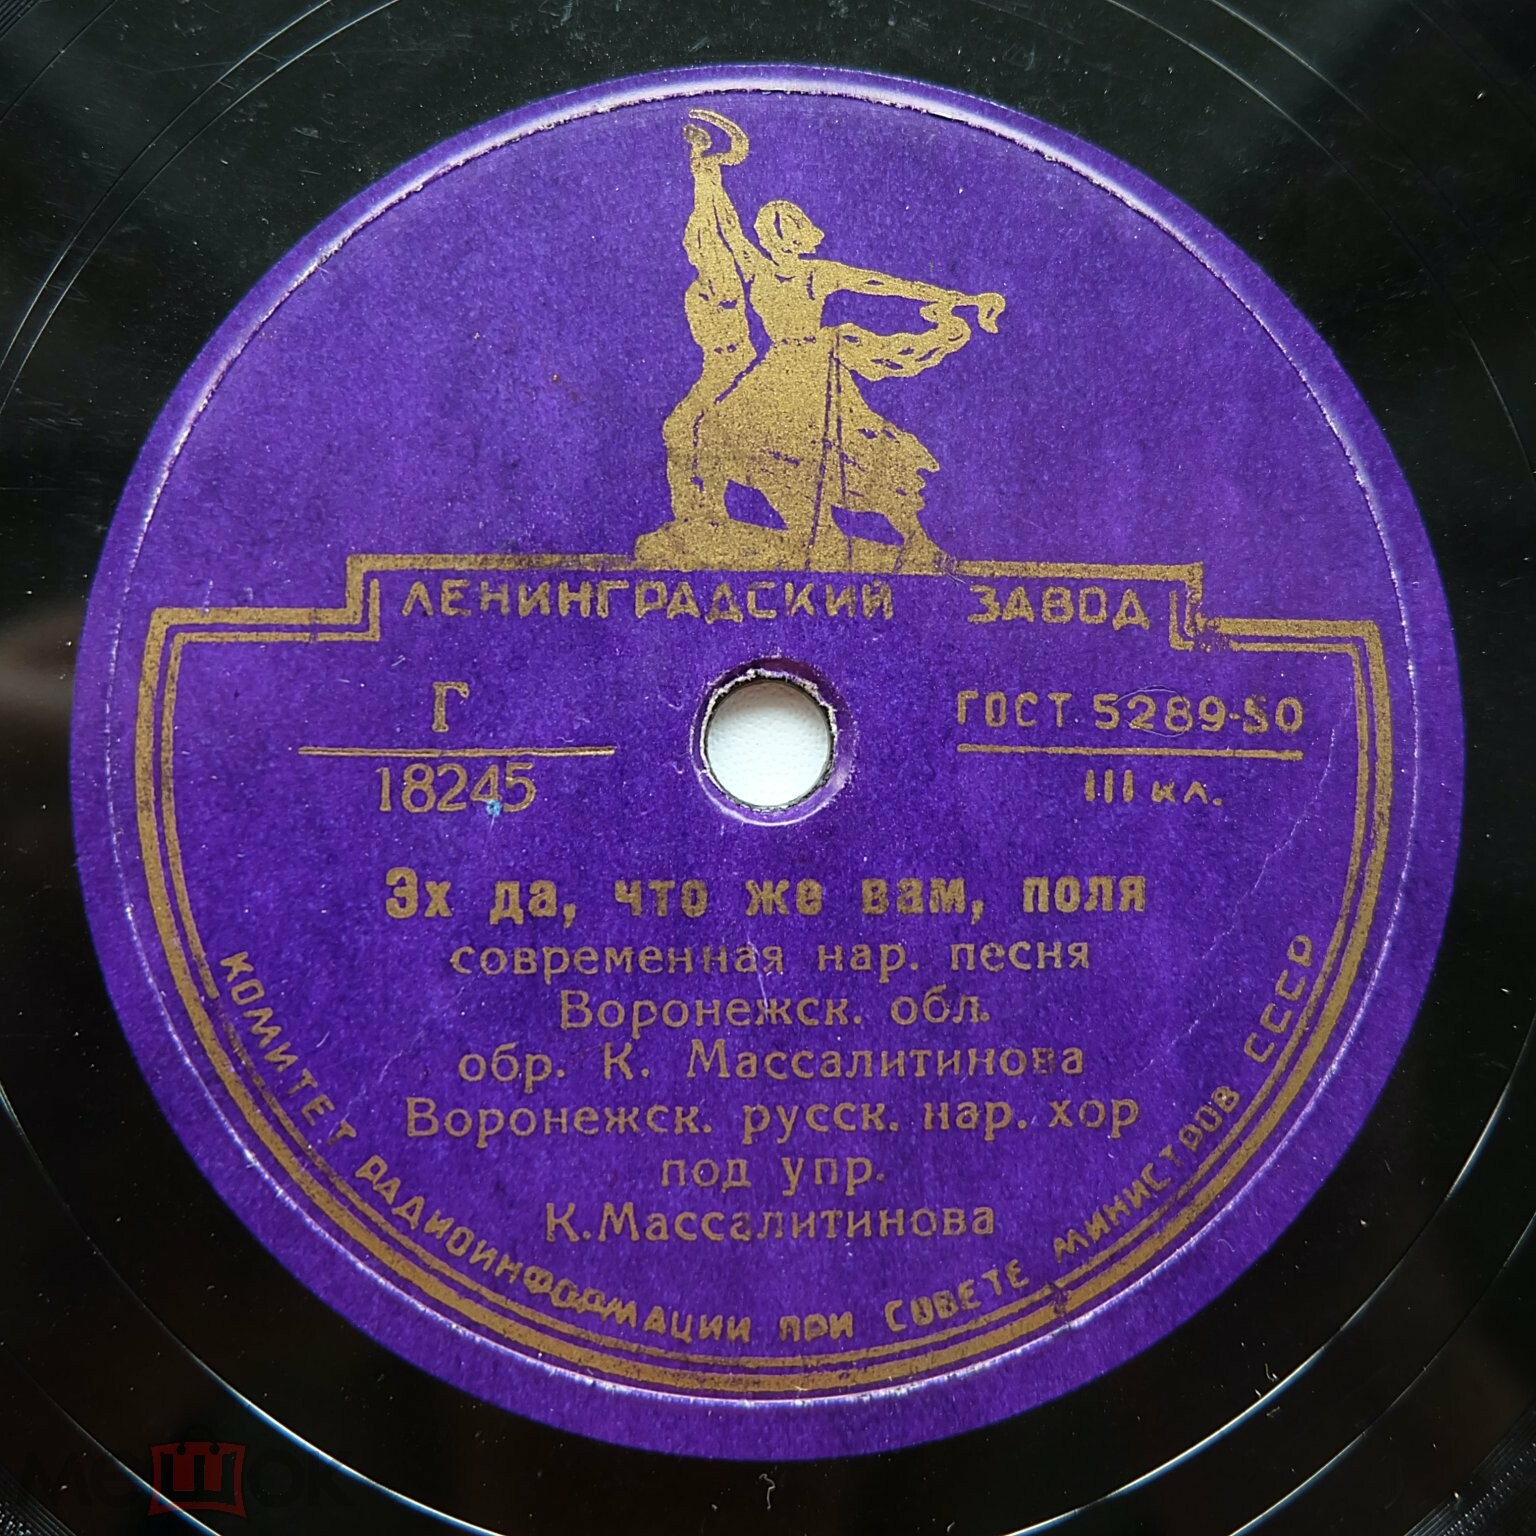 ЛЕНИНГРАДСКИЙ ЗАВОД
Г
18245
ГОСТ 5289-50
III кл.
Эх да, что же вам, поля
современная нар. песня
Воронежск. обл.
обр. К. Массалитинова
Воронежск. русск. нар. хор
под упр.
К.Массалитинова
КОМИТЕТ РАДИОИНФОРМАЦИИ ПРИ СОВЕТЕ МИНИСТРОВ СССР
мешок